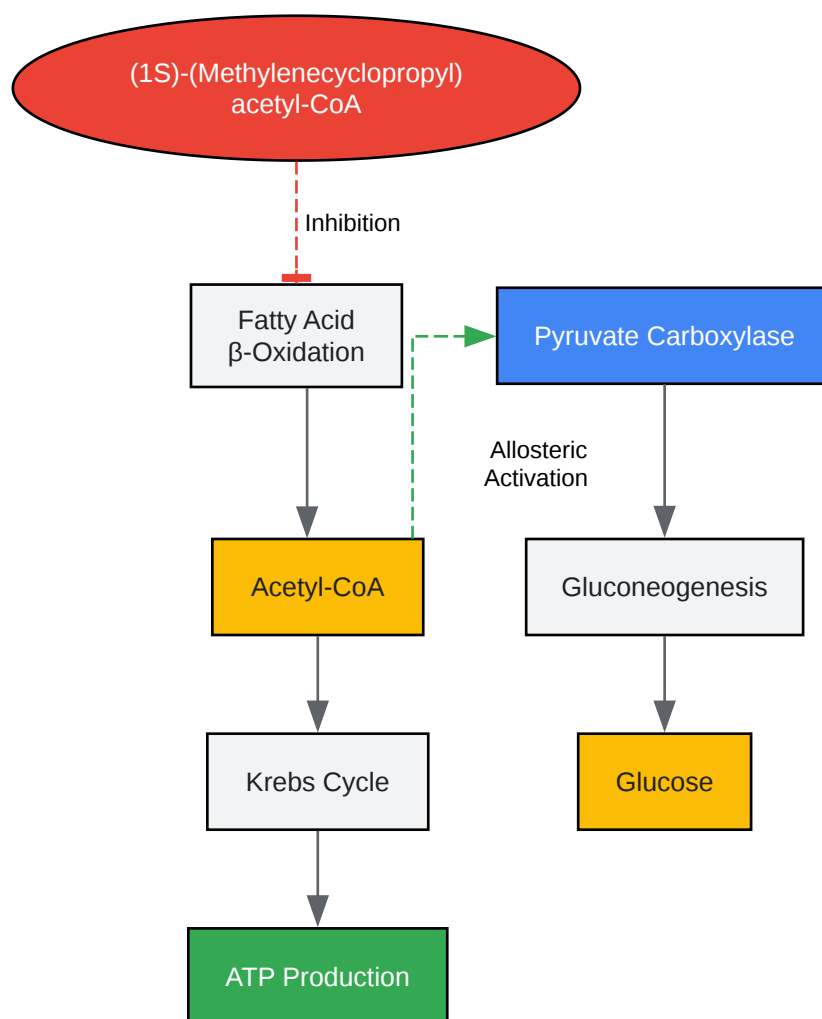 (1S)-(Methylenecyclopropyl)
acetyl-CoA
Inhibition
Fatty Acid
β-Oxidation
Pyruvate Carboxylase
Allosteric
Activation
Acetyl-CoA
Gluconeogenesis
Krebs Cycle
Glucose
ATP Production